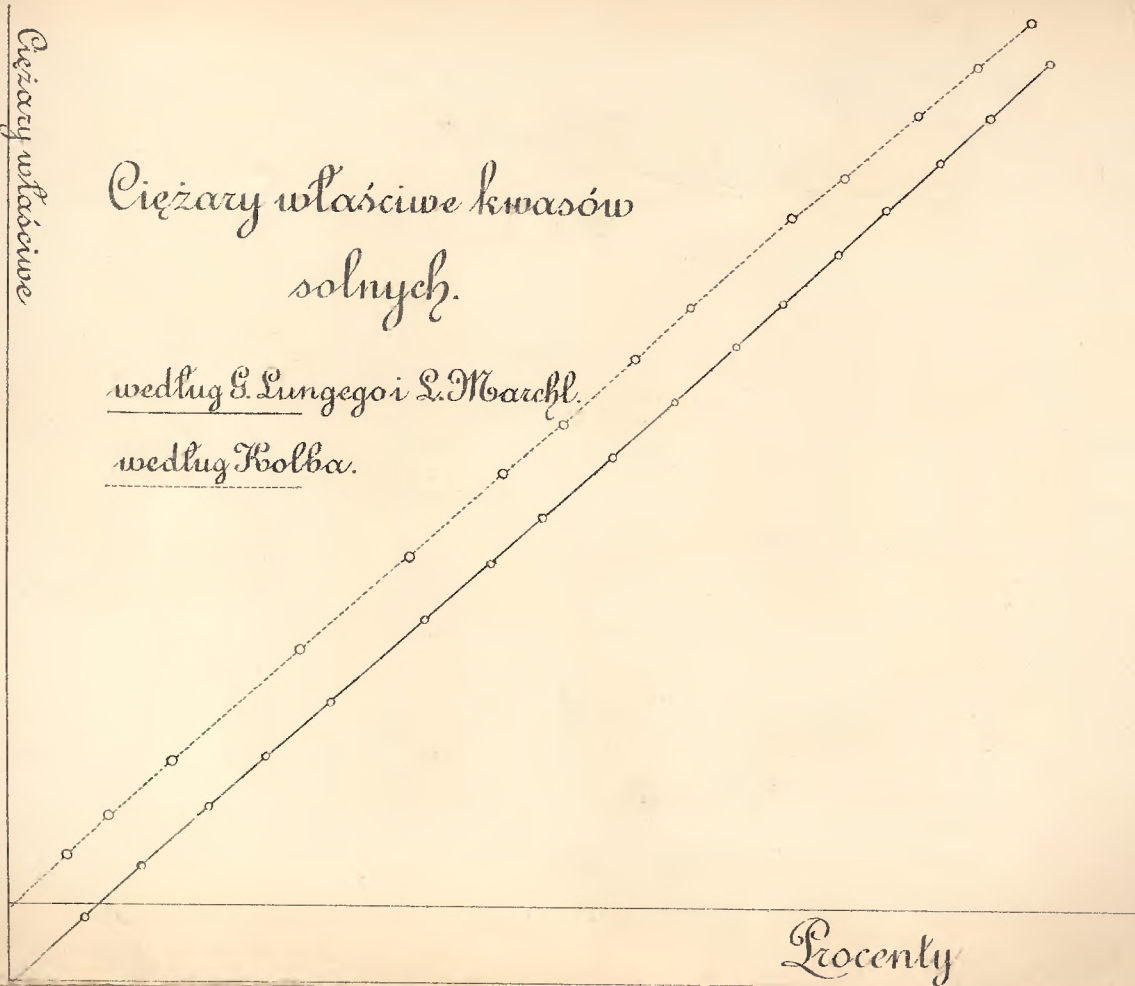 Ciężary właściwe
Ciężary właściwe kwasów
solnych.
według G. Lungego i L. Marchl.
według Kolba.
Procenty